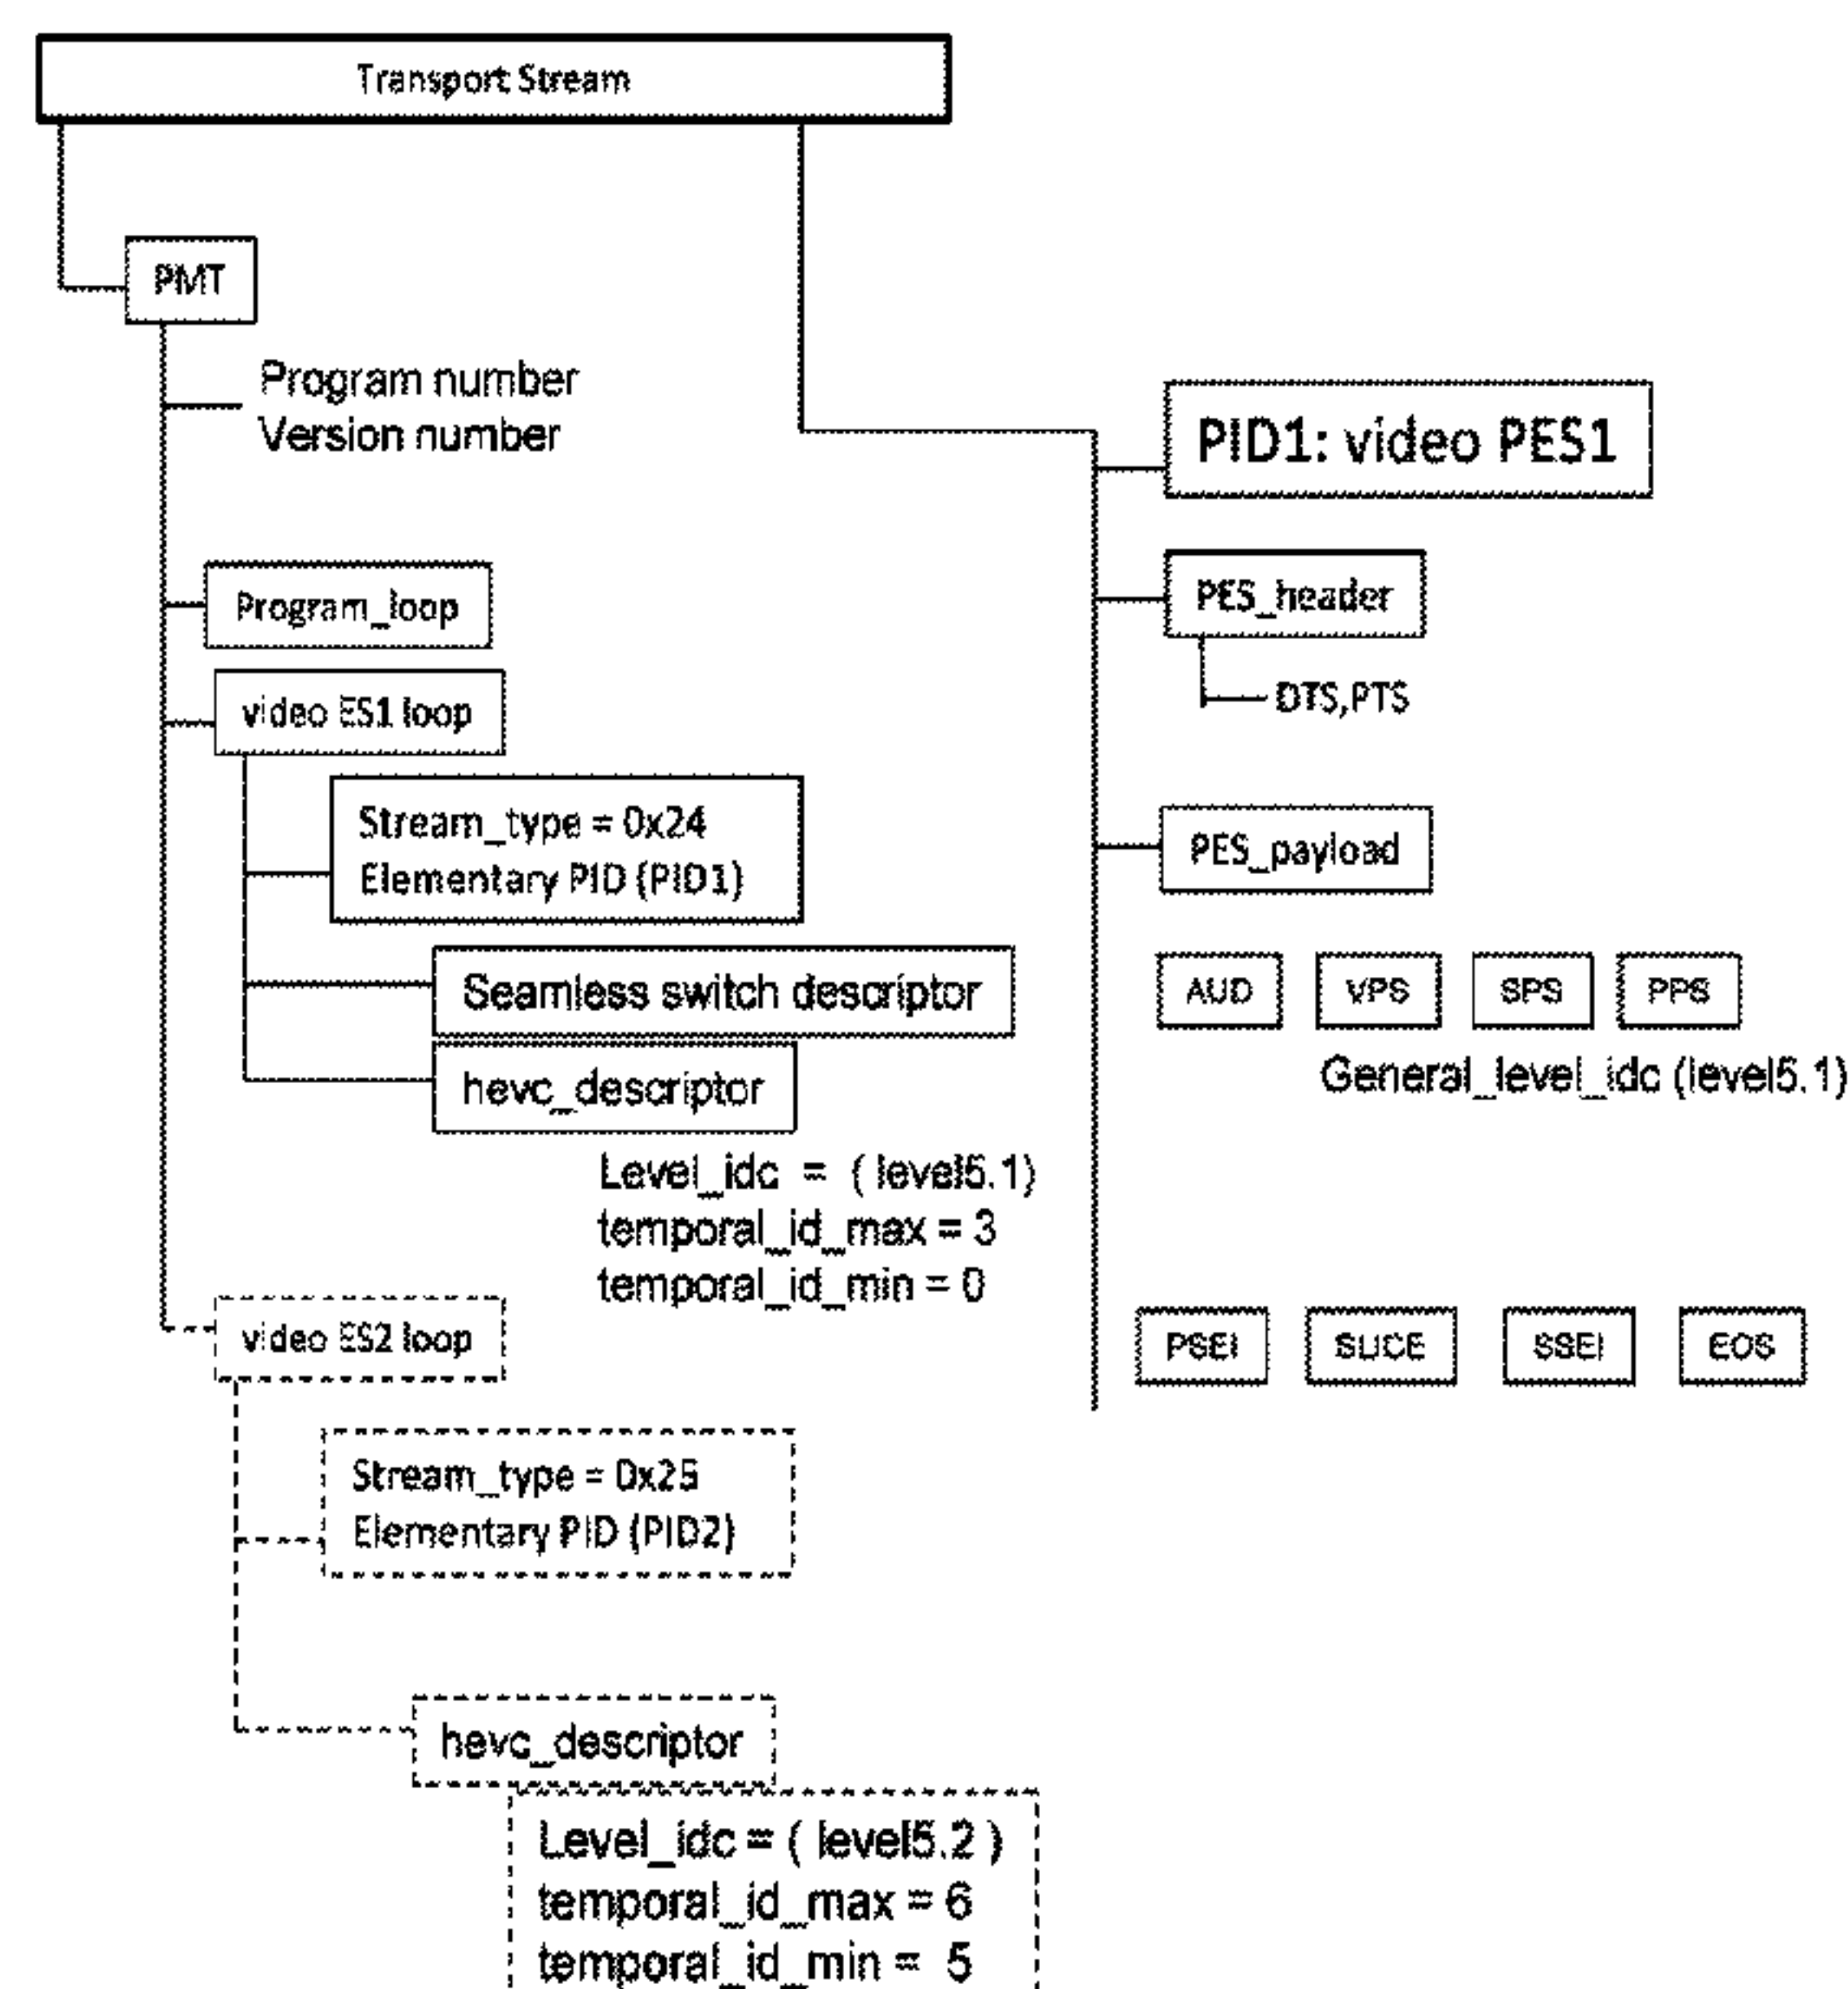 Transport Stream
PMT
Program number
Version number
Program_loop
video ES1 loop
Stream_type = 0x24
Elementary PID (PID1)
Seamless switch descriptor
hevc_descriptor
Level_idc = ( level5.1)
temporal_id_max = 3
temporal_id_min = 0
video ES2 loop
Stream_type = 0x25
Elementary PID (PID2)
hevc_descriptor
Level_idc = ( level5.2 )
temporal_id_max = 6
temporal_id_min = 5
PID1: video PES1
PES_header
DTS,PTS
PES_payload
AUD VPS SPS PPS
General_level_idc (level5.1)
PSEI SLICE SSEI EOS